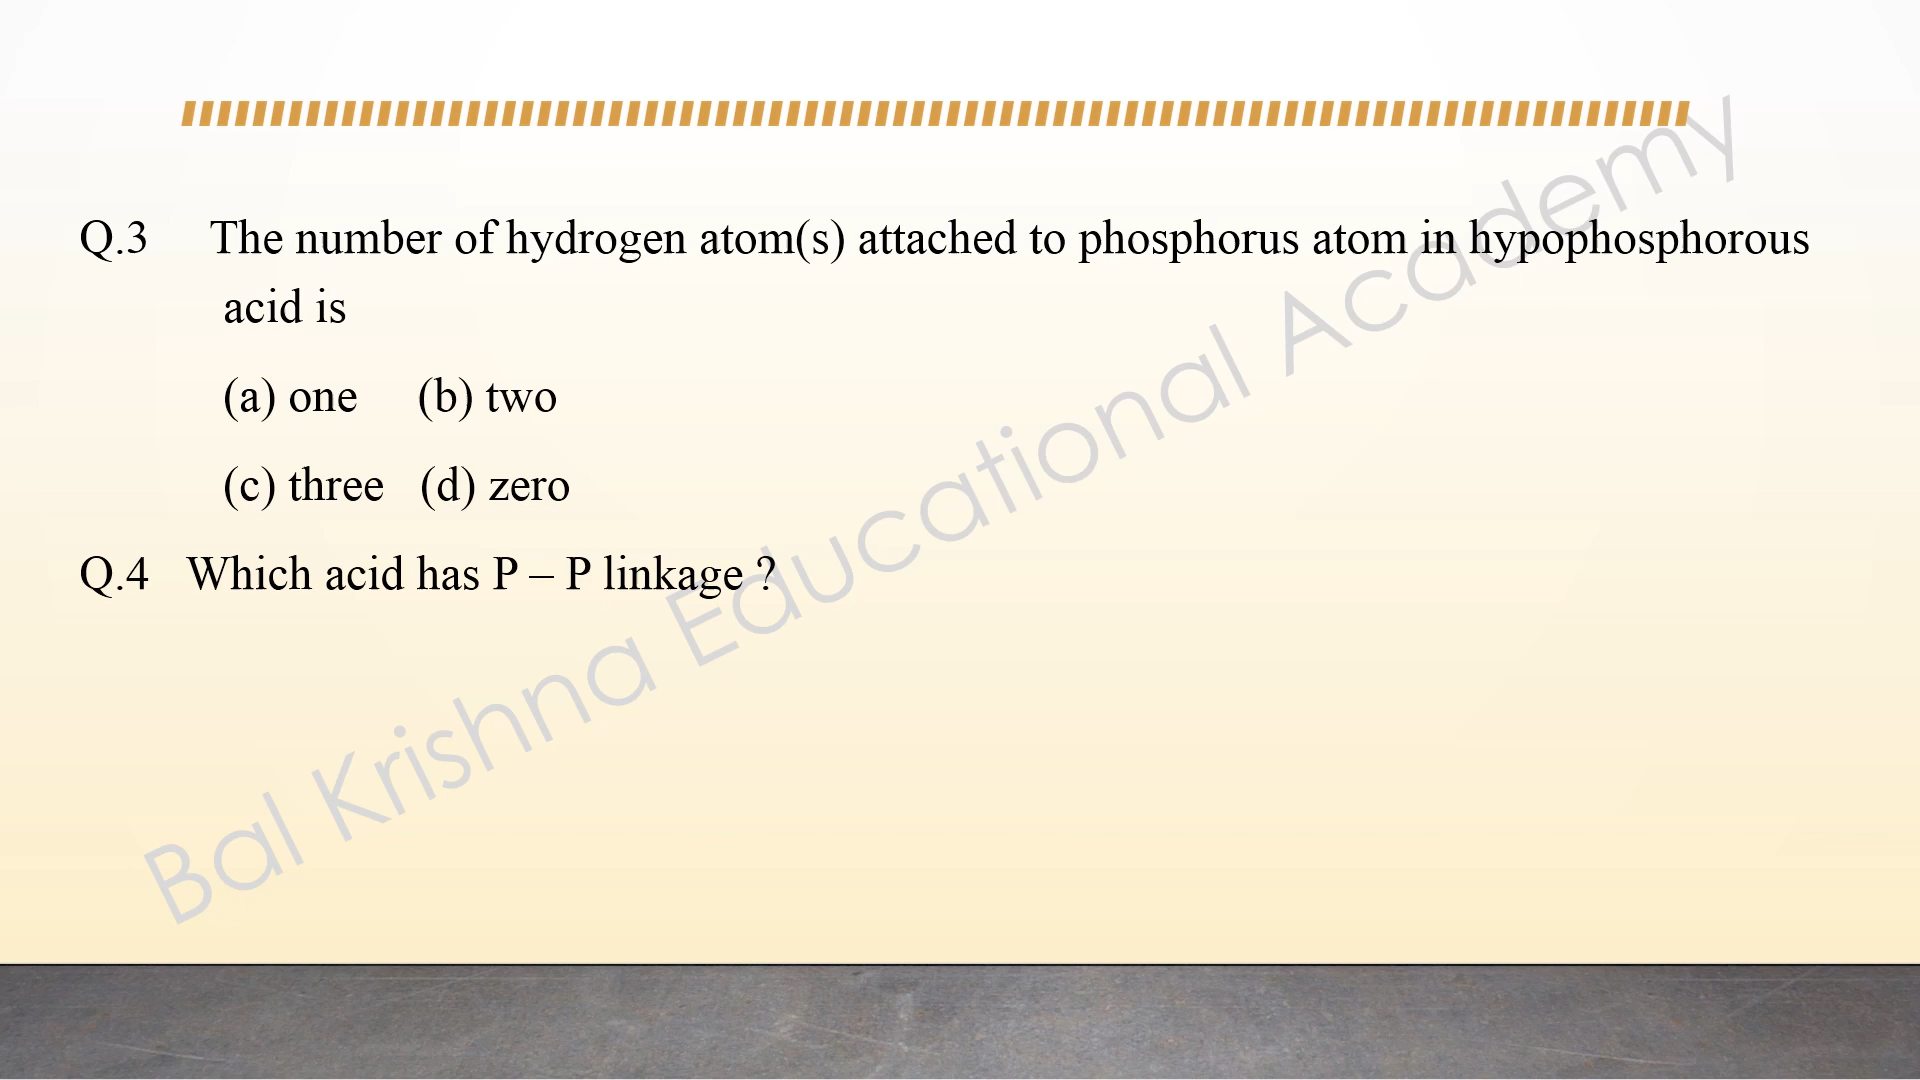 Q.3 The number of hydrogen atom(s) attached to phosphorus atom in hypophosphorous
acid is
(a) one (b) two
(c) three (d) zero
Q.4 Which acid has P – P linkage ?
Bal Krishna Educational Academy